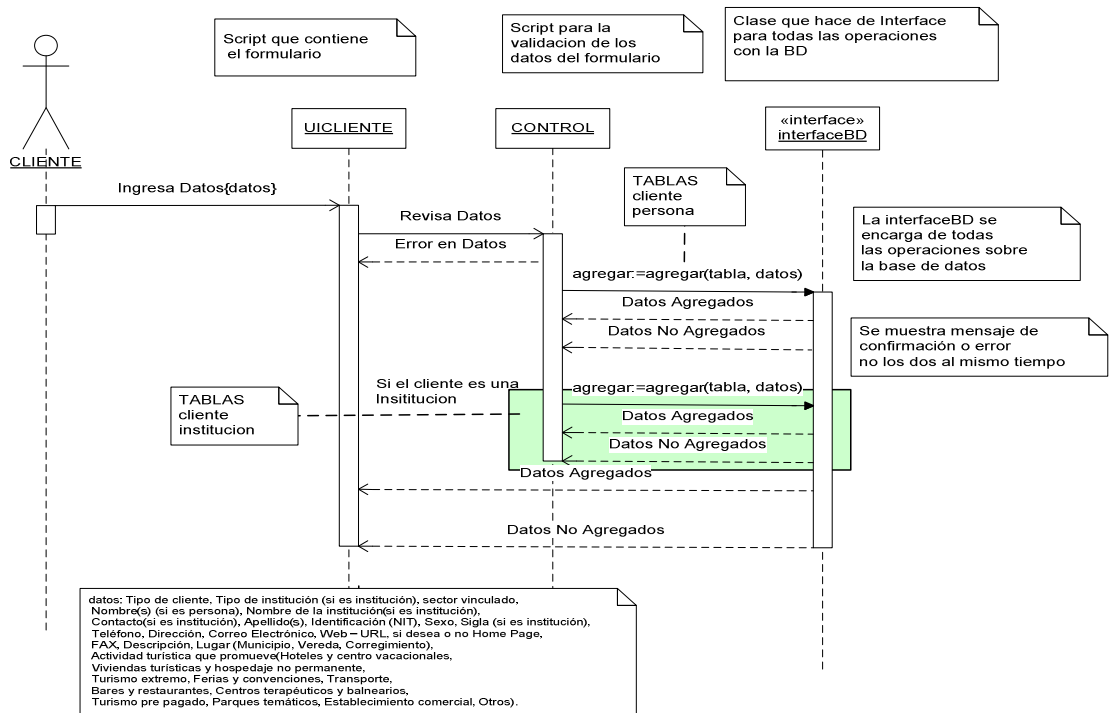 Script que contiene
el formulario
Script para la
validacion de los
datos del formulario
Clase que hace de Interface
para todas las operaciones
con la BD
CLIENTE
UICLIENTE
CONTROL
«interface»
interfaceBD
Ingresa Datos{datos}
Revisa Datos
Error en Datos
TABLAS
cliente
persona
La interfaceBD se
encarga de todas
las operaciones sobre
la base de datos
agregar:=agregar(tabla, datos)
Datos Agregados
Datos No Agregados
Se muestra mensaje de
confirmación o error
no los dos al mismo tiempo
TABLAS
cliente
institucion
Si el cliente es una
Insititucion
agregar:=agregar(tabla, datos)
Datos Agregados
Datos No Agregados
Datos Agregados
Datos No Agregados
datos: Tipo de cliente, Tipo de institución (si es institución), sector vinculado,
Nombre(s) (si es persona), Nombre de la institución(si es institución),
Contacto(si es institución), Apellido(s), Identificación (NIT), Sexo, Sigla (si es institución),
Teléfono, Dirección, Correo Electrónico, Web – URL, si desea o no Home Page,
FAX, Descripción, Lugar (Municipio, Vereda, Corregimiento),
Actividad turística que promueve(Hoteles y centro vacacionales,
Viviendas turísticas y hospedaje no permanente,
Turismo extremo, Ferias y convenciones, Transporte,
Bares y restaurantes, Centros terapéuticos y balnearios,
Turismo pre pagado, Parques temáticos, Establecimiento comercial, Otros).